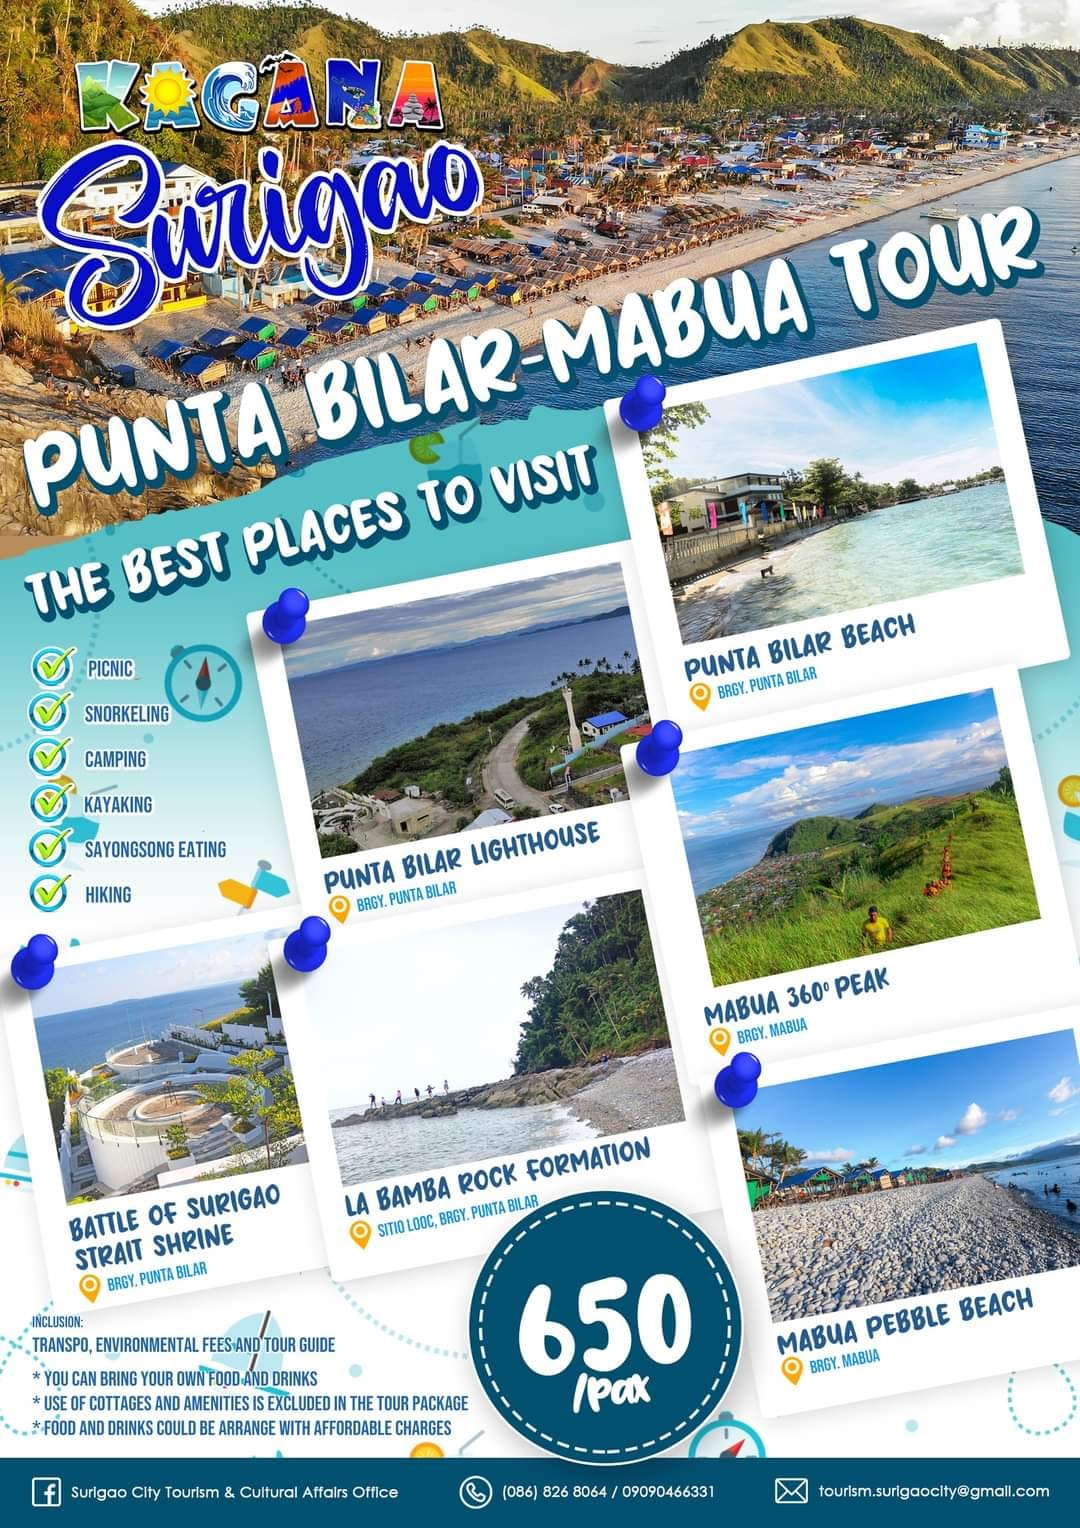 KAGANA
Surigao
PUNTA BILAR-MABUA TOUR
THE BEST PLACES TO VISIT
PICNIC
SNORKELING
CAMPING
KAYAKING
SAYONGSONG EATING
HIKING
PUNTA BILAR BEACH
BRGY. PUNTA BILAR
PUNTA BILAR LIGHTHOUSE
BRGY. PUNTA BILAR
MABUA 360° PEAK
BRGY. MABUA
BATTLE OF SURIGAO
STRAIT SHRINE
BRGY. PUNTA BILAR
LA BAMBA ROCK FORMATION
SITIO LOOC, BRGY. PUNTA BILAR
MABUA PEBBLE BEACH
BRGY. MABUA
650
/pax
INCLUSION:
TRANSPO, ENVIRONMENTAL FEES AND TOUR GUIDE
* YOU CAN BRING YOUR OWN FOOD AND DRINKS
* USE OF COTTAGES AND AMENITIES IS EXCLUDED IN THE TOUR PACKAGE
* FOOD AND DRINKS COULD BE ARRANGE WITH AFFORDABLE CHARGES
Surigao City Tourism & Cultural Affairs Office
(086) 826 8064 / 09090466331
tourism.surigaocity@gmail.com